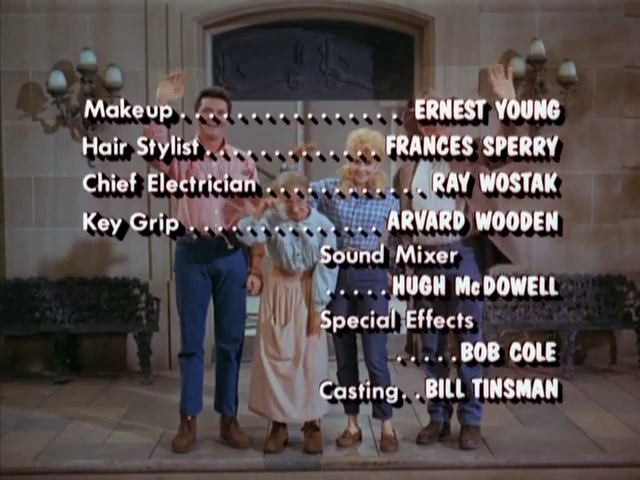 Makeup.............ERNEST YOUNG
Hair Stylist............FRANCES SPERRY
Chief Electrician...........RAY WOSTAK
Key Grip.............ARVARD WOODEN
Sound Mixer
.....HUGH McDOWELL
Special Effects
.....BOB COLE
Casting..BILL TINSMAN